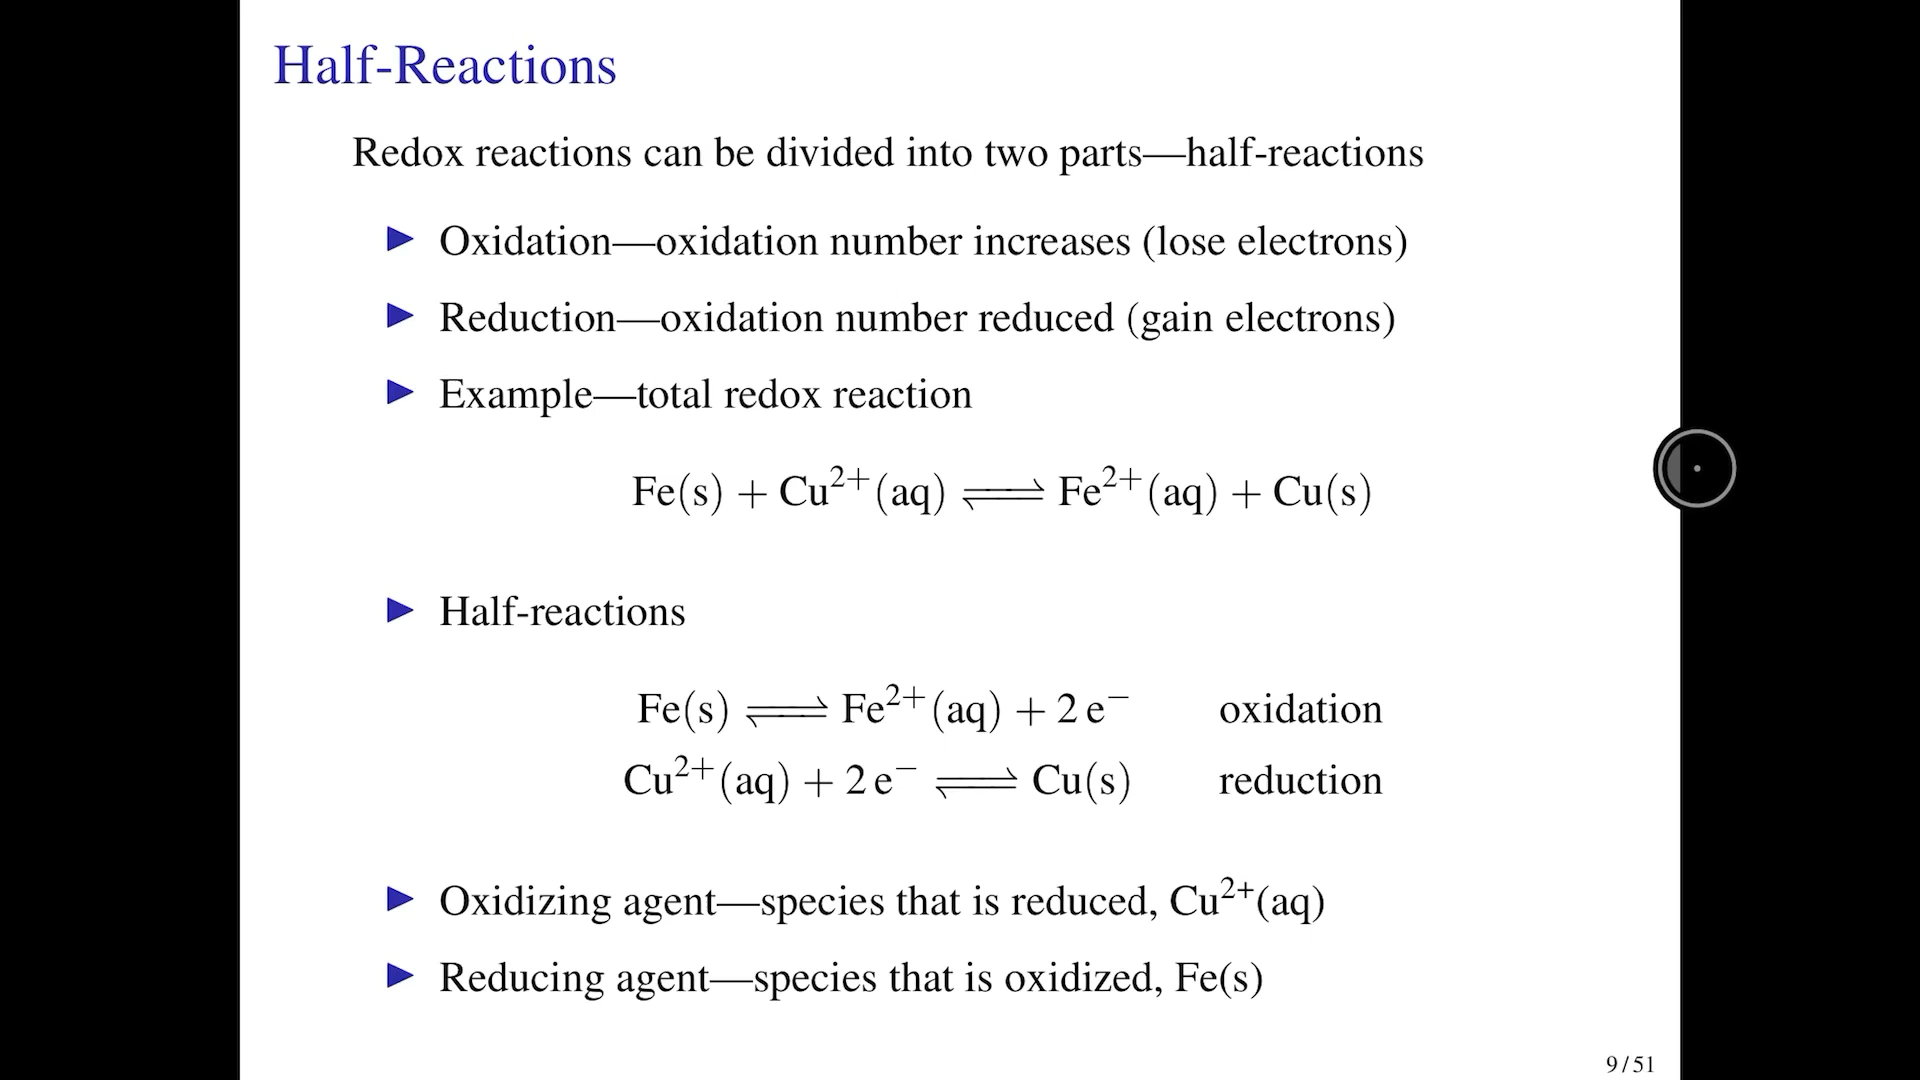 Half-Reactions
Redox reactions can be divided into two parts—half-reactions
▶ Oxidation—oxidation number increases (lose electrons)
▶ Reduction—oxidation number reduced (gain electrons)
▶ Example—total redox reaction
Fe(s) + Cu²⁺(aq) ⇌ Fe²⁺(aq) + Cu(s)
▶ Half-reactions
Fe(s) ⇌ Fe²⁺(aq) + 2 e⁻ oxidation
Cu²⁺(aq) + 2 e⁻ ⇌ Cu(s) reduction
▶ Oxidizing agent—species that is reduced, Cu²⁺(aq)
▶ Reducing agent—species that is oxidized, Fe(s)
9 / 51